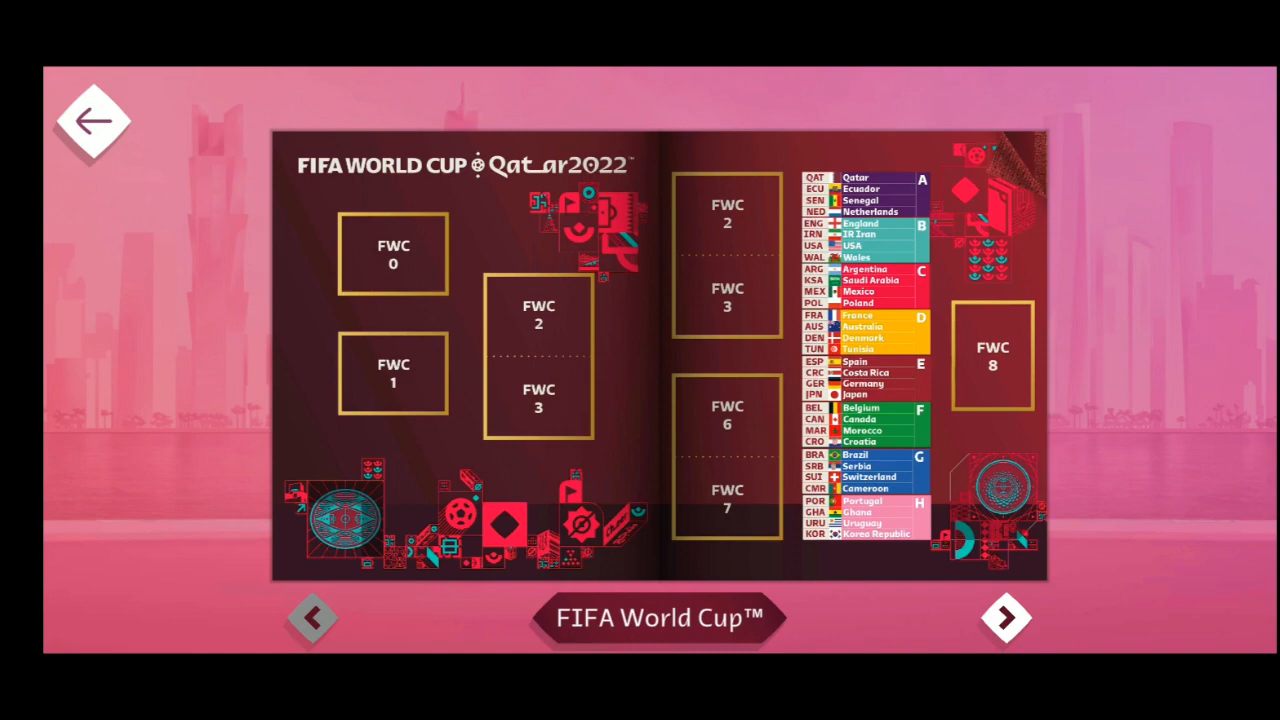 FIFA WORLD CUP Qatar2022™
FWC
0
FWC
1
FWC
2
FWC
3
FWC
2
FWC
3
FWC
6
FWC
7
QAT Qatar A
ECU Ecuador
SEN Senegal
NED Netherlands
ENG England B
IRN IR Iran
USA USA
WAL Wales
ARG Argentina C
KSA Saudi Arabia
MEX Mexico
POL Poland
FRA France D
AUS Australia
DEN Denmark
TUN Tunisia
ESP Spain E
CRC Costa Rica
GER Germany
JPN Japan
BEL Belgium F
CAN Canada
MAR Morocco
CRO Croatia
BRA Brazil G
SRB Serbia
SUI Switzerland
CMR Cameroon
POR Portugal H
GHA Ghana
URU Uruguay
KOR Korea Republic
FWC
8
FIFA World Cup™